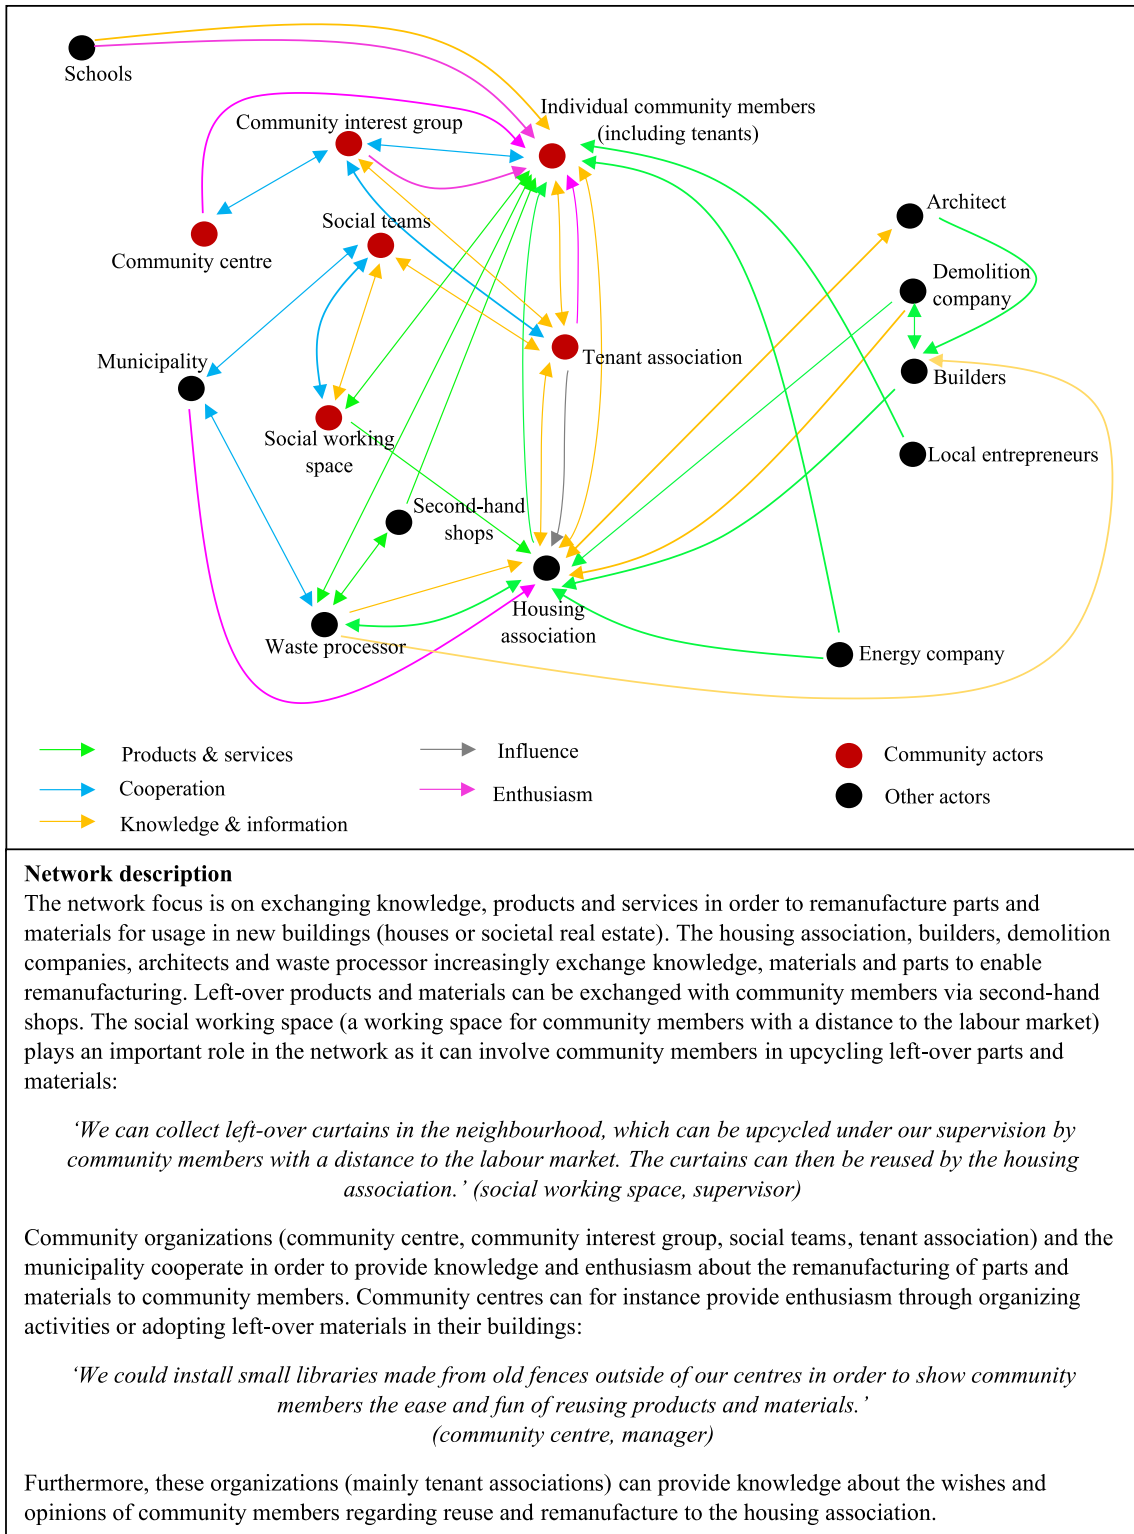 Schools
Individual community members
(including tenants)
Community interest group
Architect
Social teams
Community centre
Demolition
company
Municipality
Tenant association
Builders
Social working
space
Local entrepreneurs
Second-hand
shops
Housing
association
Waste processor
Energy company
Products & services
Influence
Community actors
Cooperation
Enthusiasm
Other actors
Knowledge & information
Network description
The network focus is on exchanging knowledge, products and services in order to remanufacture parts and
materials for usage in new buildings (houses or societal real estate). The housing association, builders, demolition
companies, architects and waste processor increasingly exchange knowledge, materials and parts to enable
remanufacturing. Left-over products and materials can be exchanged with community members via second-hand
shops. The social working space (a working space for community members with a distance to the labour market)
plays an important role in the network as it can involve community members in upcycling left-over parts and
materials:
‘We can collect left-over curtains in the neighbourhood, which can be upcycled under our supervision by
community members with a distance to the labour market. The curtains can then be reused by the housing
association.’ (social working space, supervisor)
Community organizations (community centre, community interest group, social teams, tenant association) and the
municipality cooperate in order to provide knowledge and enthusiasm about the remanufacturing of parts and
materials to community members. Community centres can for instance provide enthusiasm through organizing
activities or adopting left-over materials in their buildings:
‘We could install small libraries made from old fences outside of our centres in order to show community
members the ease and fun of reusing products and materials.’
(community centre, manager)
Furthermore, these organizations (mainly tenant associations) can provide knowledge about the wishes and
opinions of community members regarding reuse and remanufacture to the housing association.